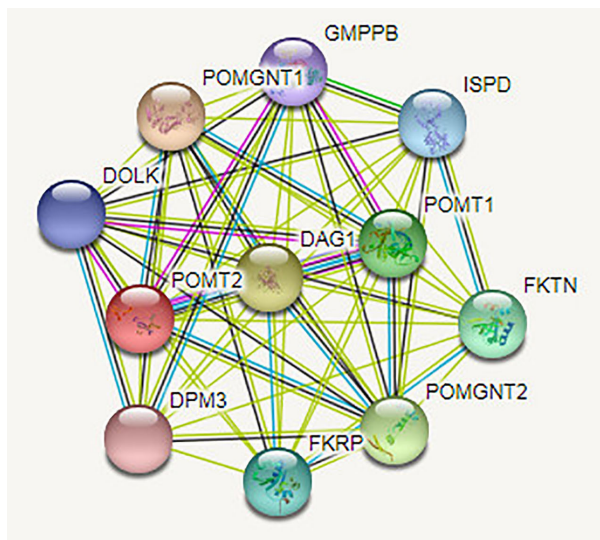 GMPPB
POMGNT1
ISPD
DOLK
POMT1
DAG1
POMT2
FKTN
POMGNT2
DPM3
FKRP